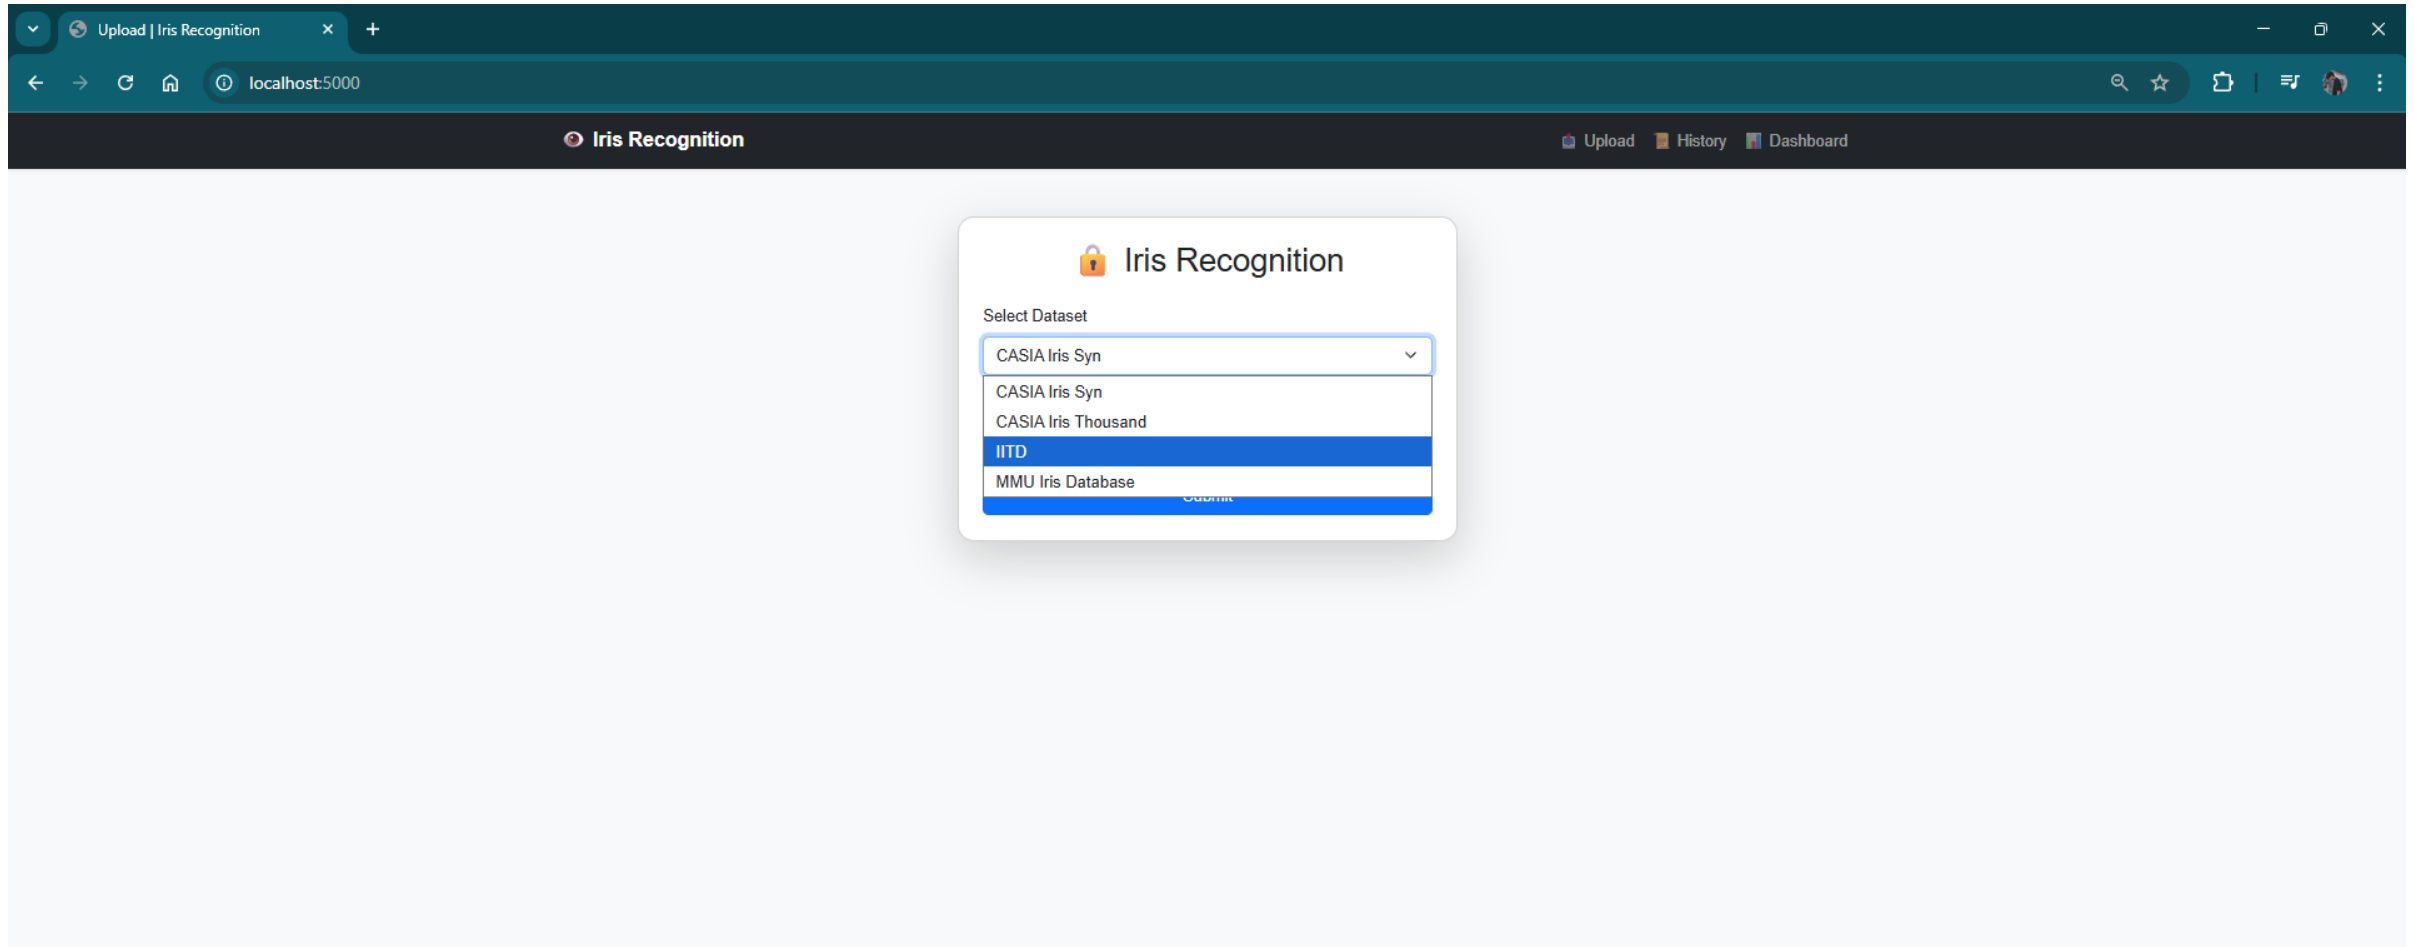 Upload | Iris Recognition
localhost:5000
Iris Recognition
Upload History Dashboard
Iris Recognition
Select Dataset
CASIA Iris Syn
CASIA Iris Syn
CASIA Iris Thousand
IITD
MMU Iris Database
Submit